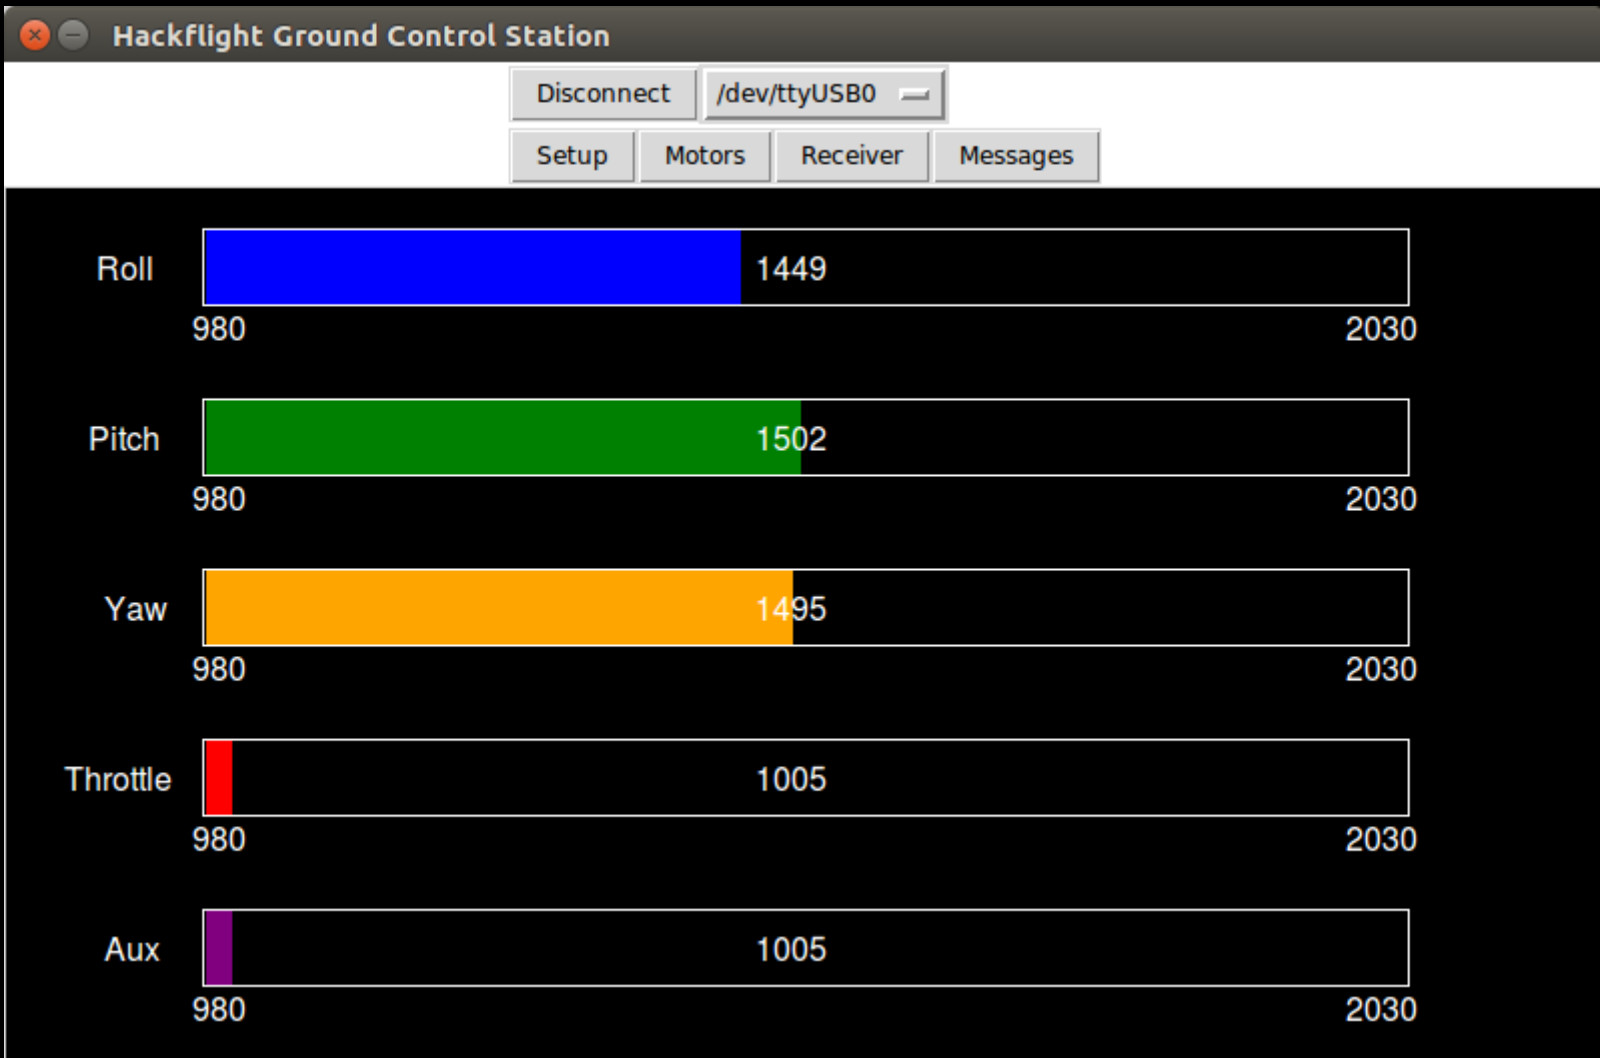 Hackflight Ground Control Station
Disconnect /dev/ttyUSB0
Setup Motors Receiver Messages
Roll 1449
980 2030
Pitch 1502
980 2030
Yaw 1495
980 2030
Throttle 1005
980 2030
Aux 1005
980 2030